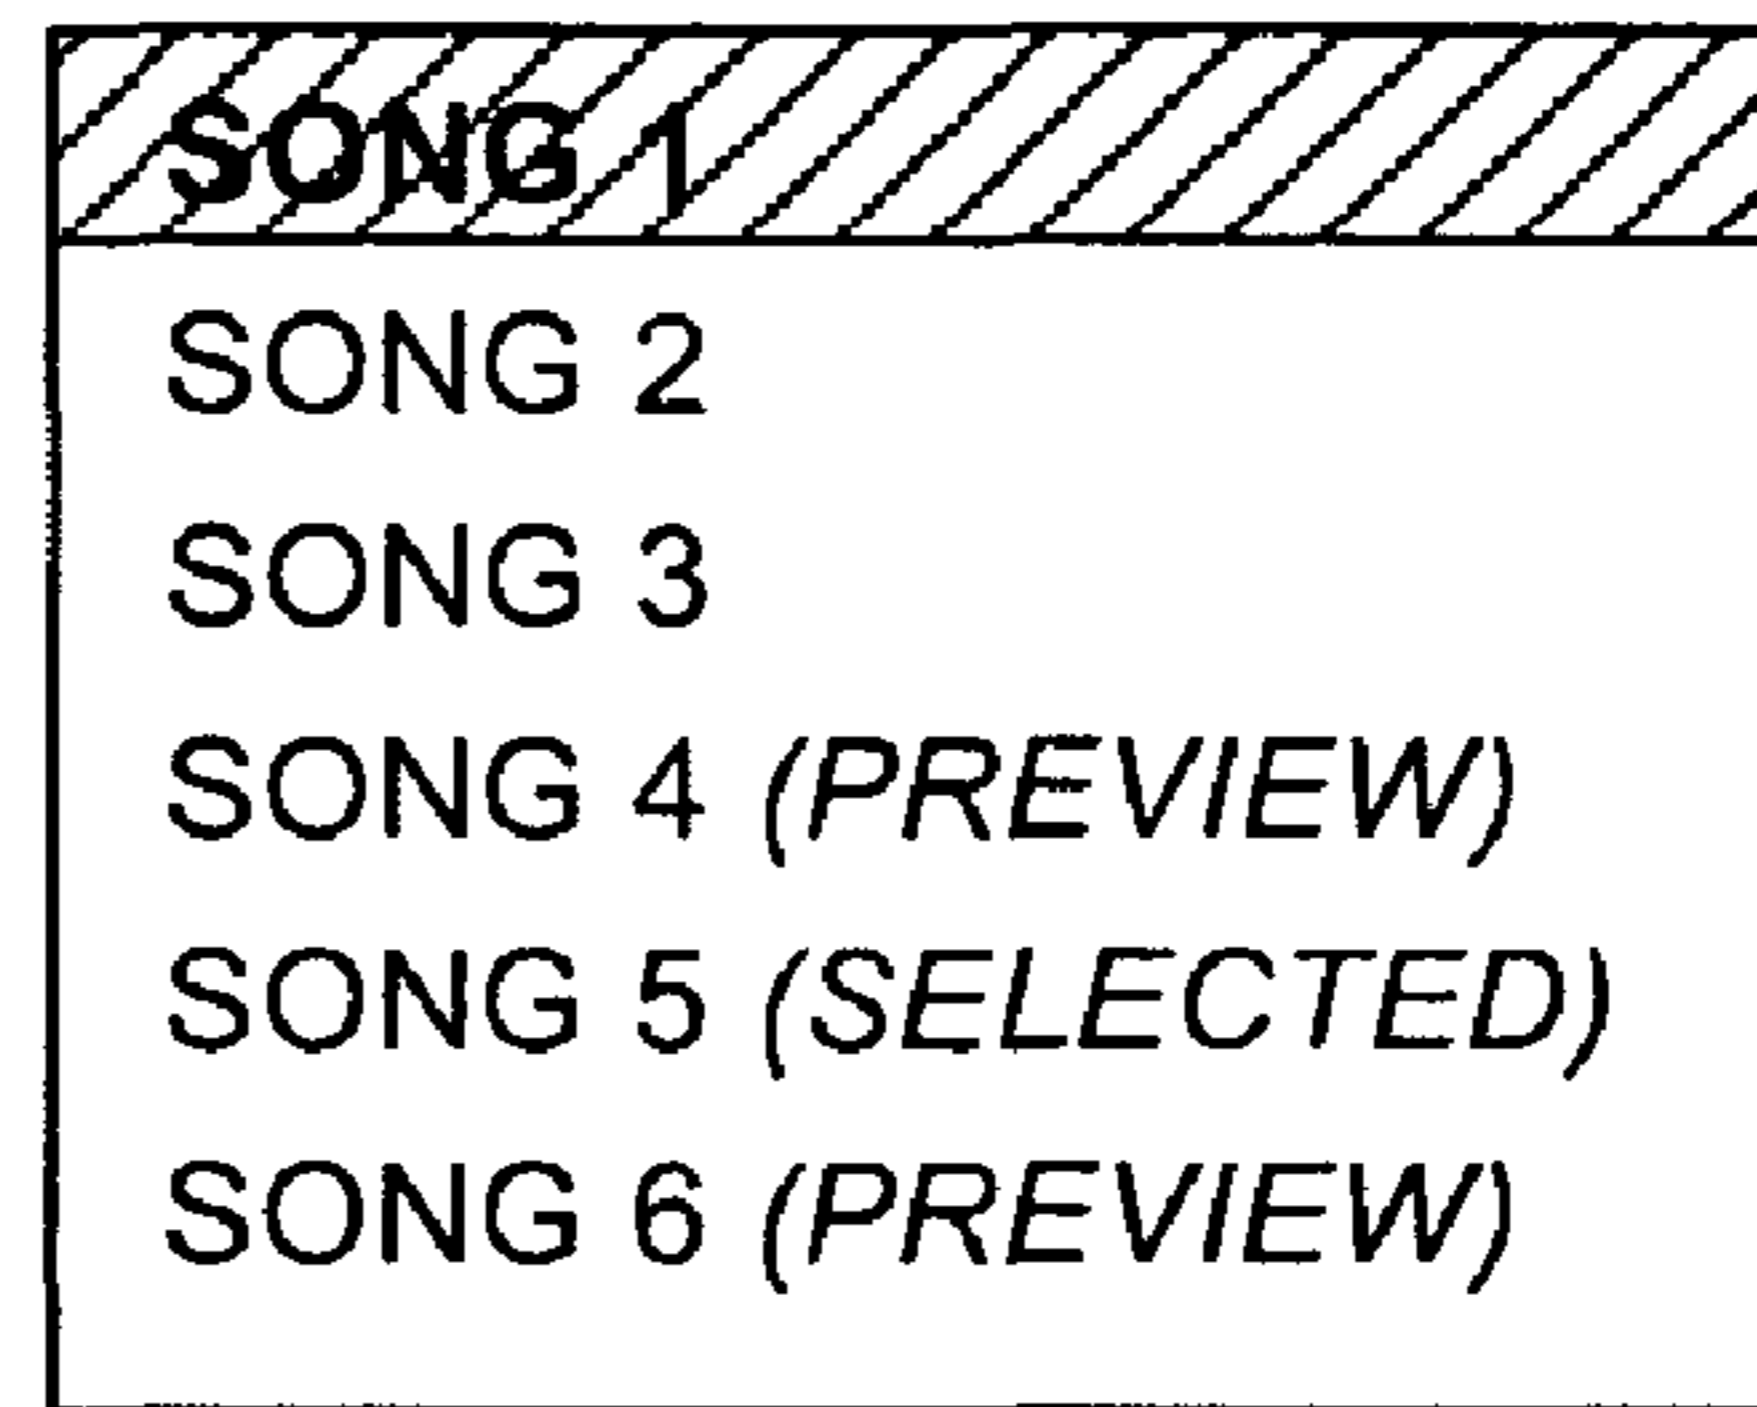 SONG 1
SONG 2
SONG 3
SONG 4 (PREVIEW)
SONG 5 (SELECTED)
SONG 6 (PREVIEW)